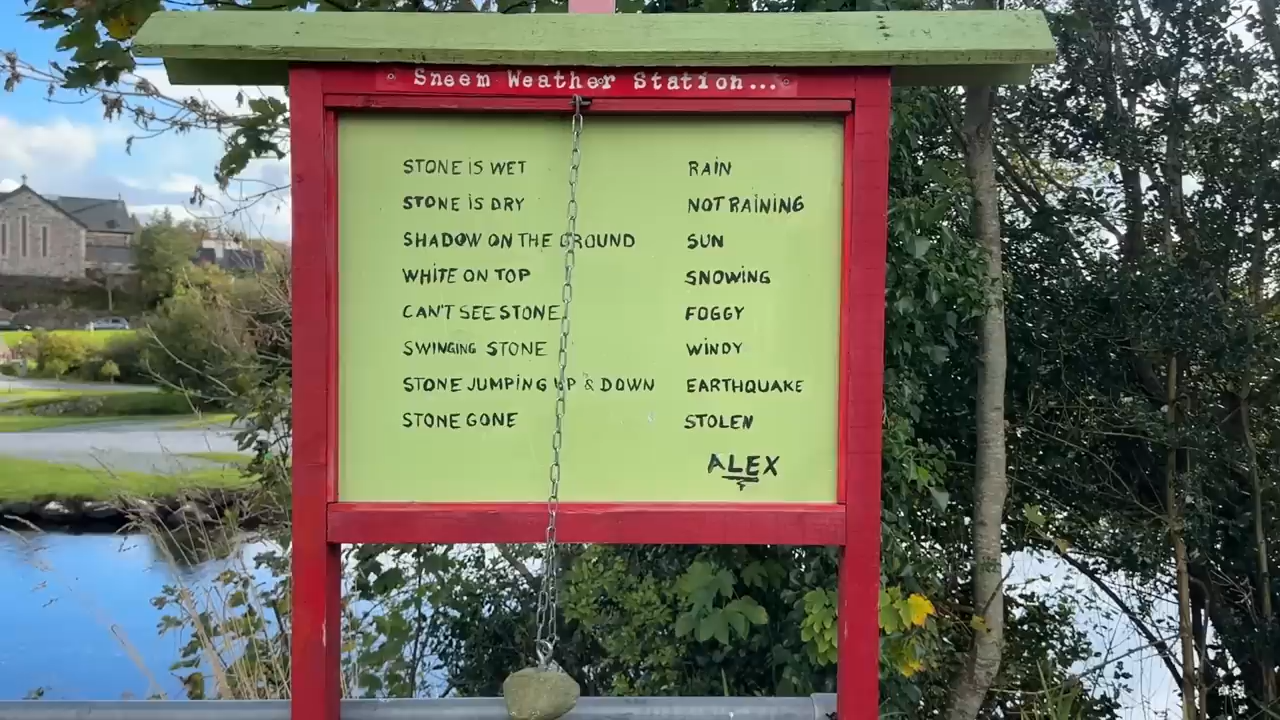 Sneem Weather Station...
STONE IS WET RAIN
STONE IS DRY NOT RAINING
SHADOW ON THE GROUND SUN
WHITE ON TOP SNOWING
CAN'T SEE STONE FOGGY
SWINGING STONE WINDY
STONE JUMPING UP & DOWN EARTHQUAKE
STONE GONE STOLEN
ALEX